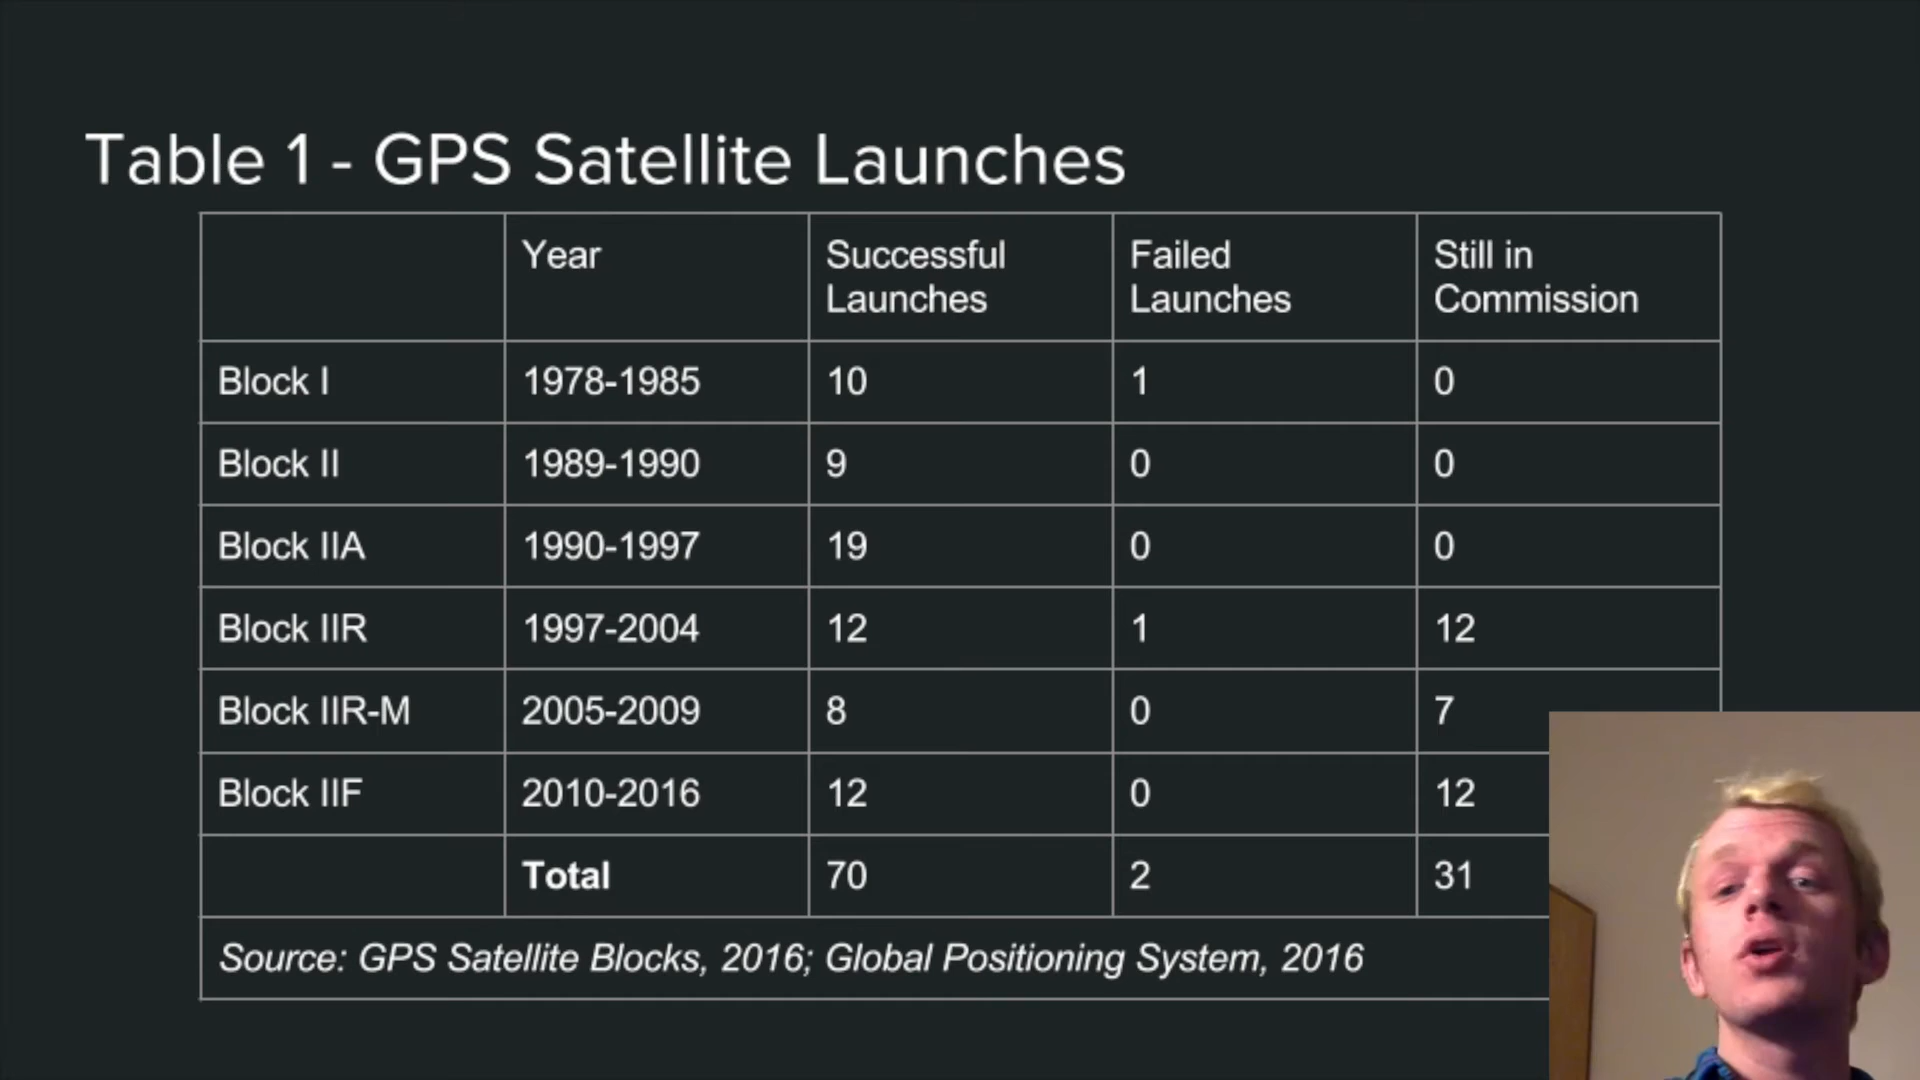 Table 1 - GPS Satellite Launches
Year Successful Launches Failed Launches Still in Commission
Block I 1978-1985 10 1 0
Block II 1989-1990 9 0 0
Block IIA 1990-1997 19 0 0
Block IIR 1997-2004 12 1 12
Block IIR-M 2005-2009 8 0 7
Block IIF 2010-2016 12 0 12
Total 70 2 31
Source: GPS Satellite Blocks, 2016; Global Positioning System, 2016